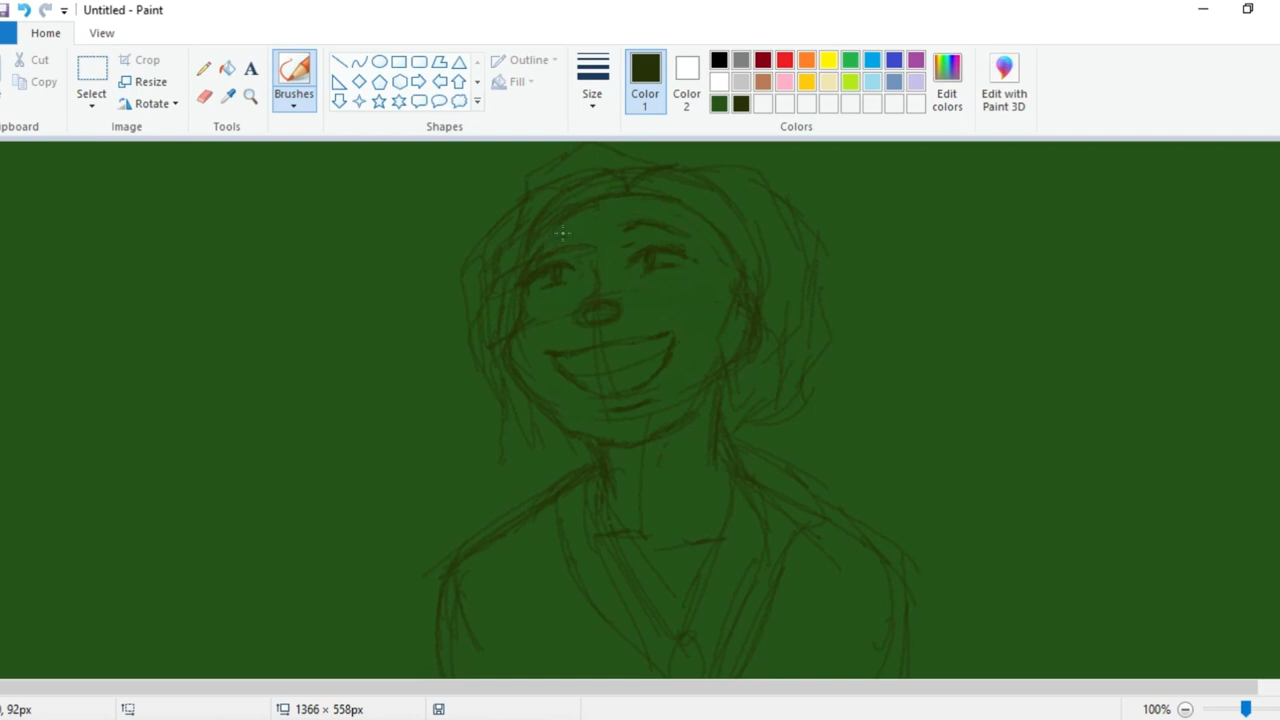 Untitled - Paint
Home View
Cut
Copy
Select
Crop
Resize
Rotate
Brushes
Outline
Fill
Size
Color
1
Color
2
Edit
colors
Edit with
Paint 3D
Image
Tools
Shapes
Colors
92px
1366 × 558px
100%